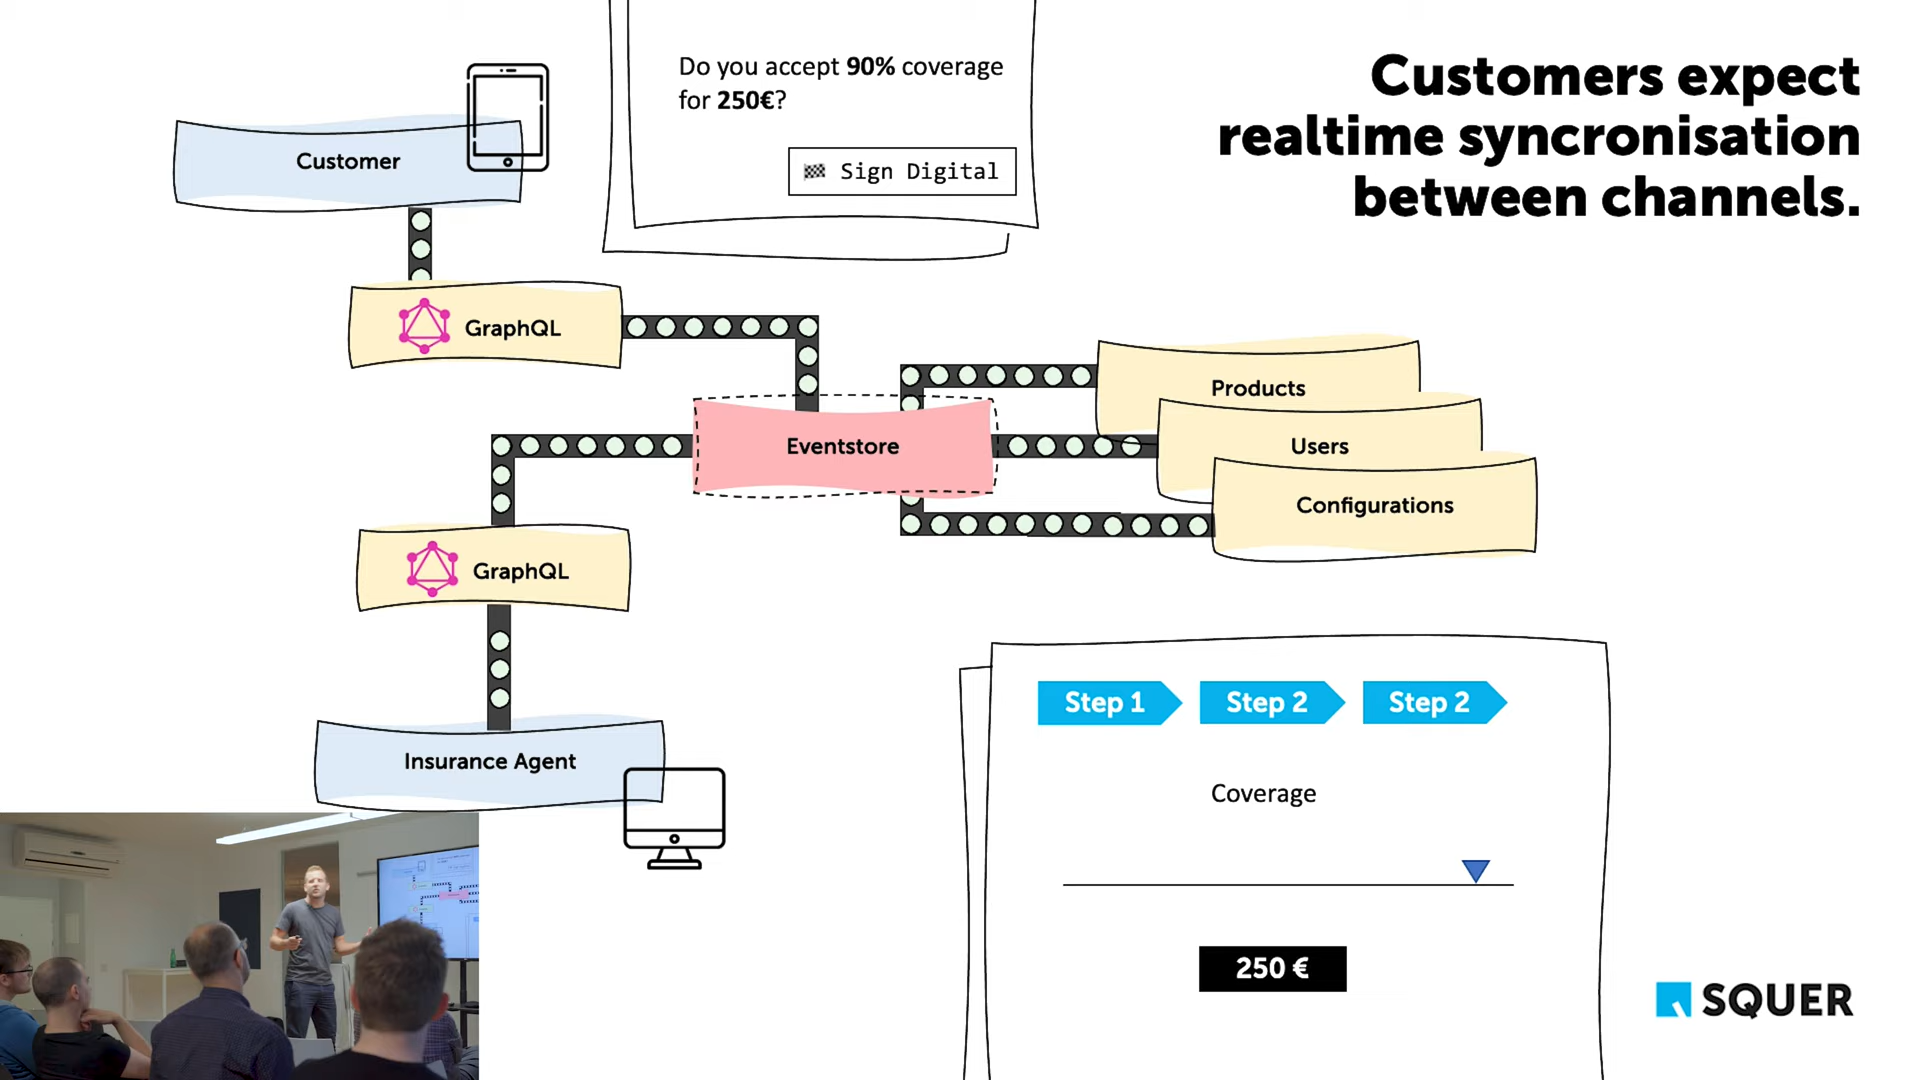 Customers expect
realtime syncronisation
between channels.
Do you accept 90% coverage
for 250€?
Sign Digital
Customer
GraphQL
Products
Users
Configurations
Eventstore
GraphQL
Insurance Agent
Step 1
Step 2
Step 2
Coverage
250 €
SQUER